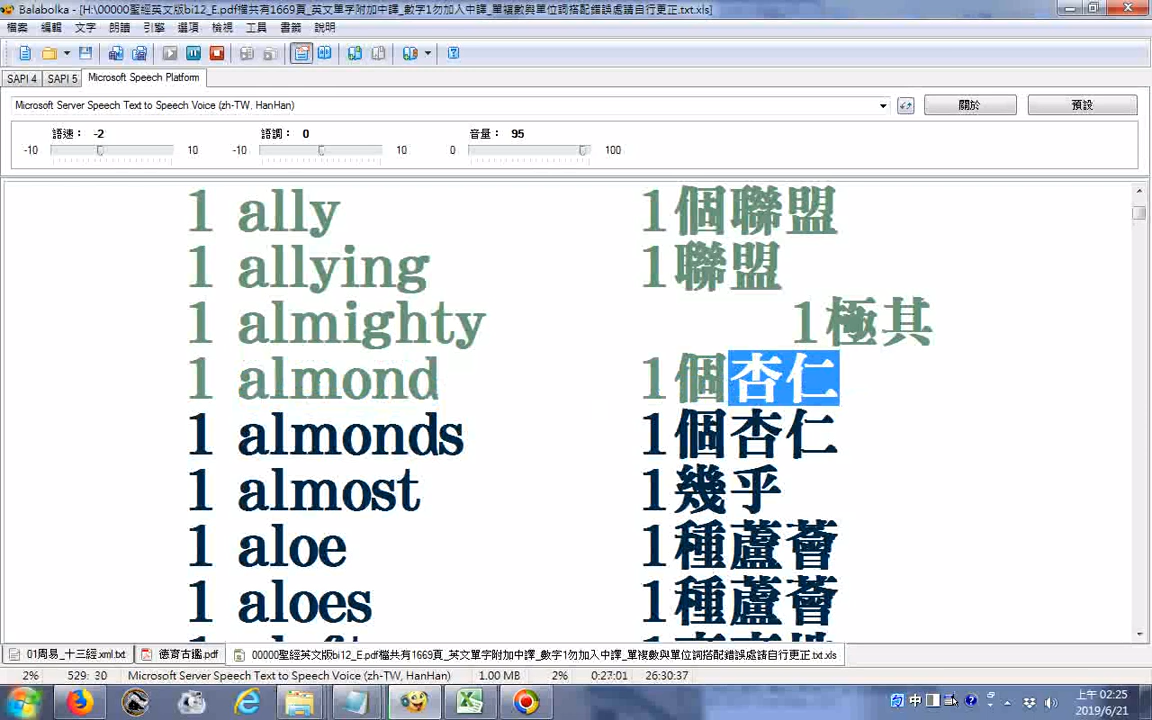 Balabolka - [H:\00000聖經英文版bi12_E.pdf檔共有1669頁_英文單字附加中譯_數字1勿加入中譯_單複數與單位詞搭配錯誤處請自行更正.txt.xls]
檔案 編輯 文字 朗讀 引擎 選項 檢視 工具 書籤 說明
SAPI 4 SAPI 5 Microsoft Speech Platform
Microsoft Server Speech Text to Speech Voice (zh-TW, HanHan) 關於 預設
語速： -2 語調： 0 音量： 95
-10 10 -10 10 0 100
1 ally 1個聯盟
1 allying 1聯盟
1 almighty 1極其
1 almond 1個杏仁
1 almonds 1個杏仁
1 almost 1幾乎
1 aloe 1種蘆薈
1 aloes 1種蘆薈
01周易_十三經.xml.txt 德育古鑑.pdf 00000聖經英文版bi12_E.pdf檔共有1669頁_英文單字附加中譯_數字1勿加入中譯_單複數與單位詞搭配錯誤處請自行更正.txt.xls
2% 529: 30 Microsoft Server Speech Text to Speech Voice (zh-TW, HanHan) 1.00 MB 2% 0:27:01 26:30:37
中 上午 02:25
2019/6/21